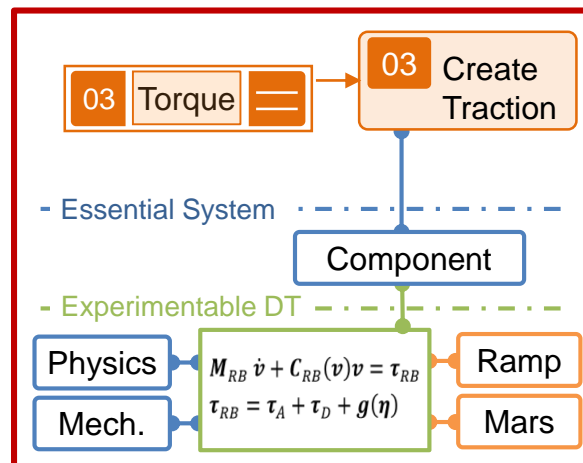 03 Torque
03 Create
Traction
Essential System
Component
Experimentable DT
Physics
Mech.
M_RB v̇ + C_RB(v)v = τ_RB
τ_RB = τ_A + τ_D + g(η)
Ramp
Mars